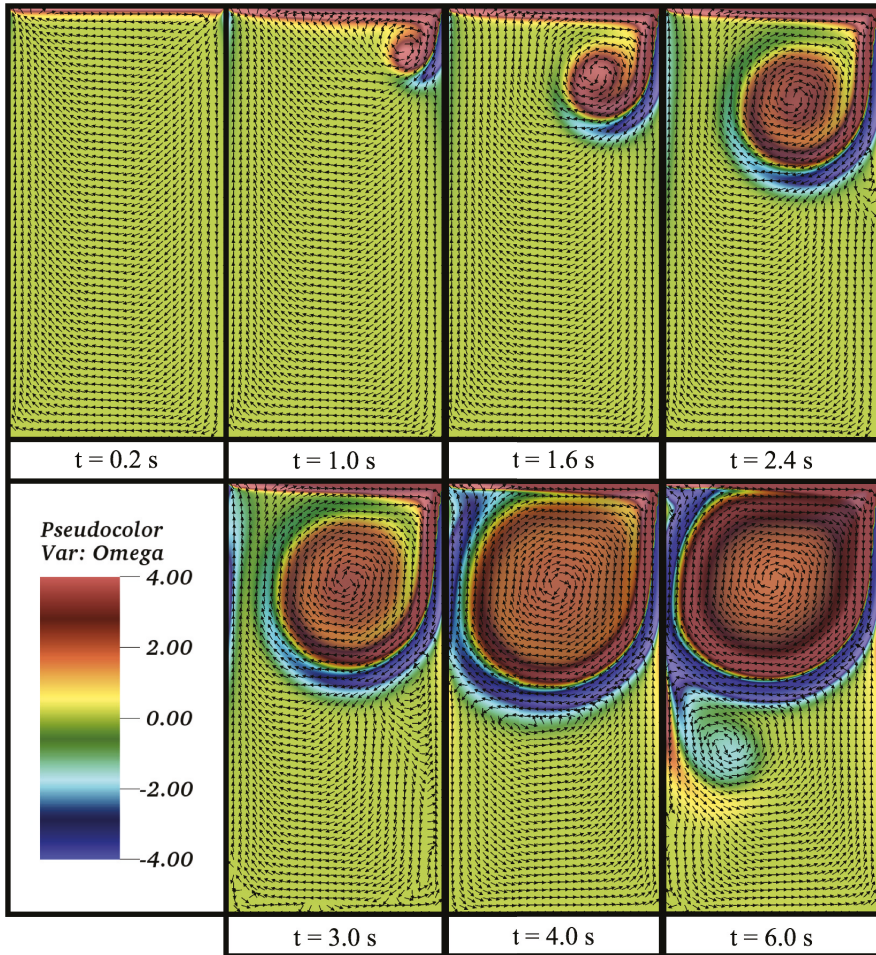 t = 0.2 s
t = 1.0 s
t = 1.6 s
t = 2.4 s
Pseudocolor
Var: Omega
4.00
2.00
0.00
-2.00
-4.00
t = 3.0 s
t = 4.0 s
t = 6.0 s